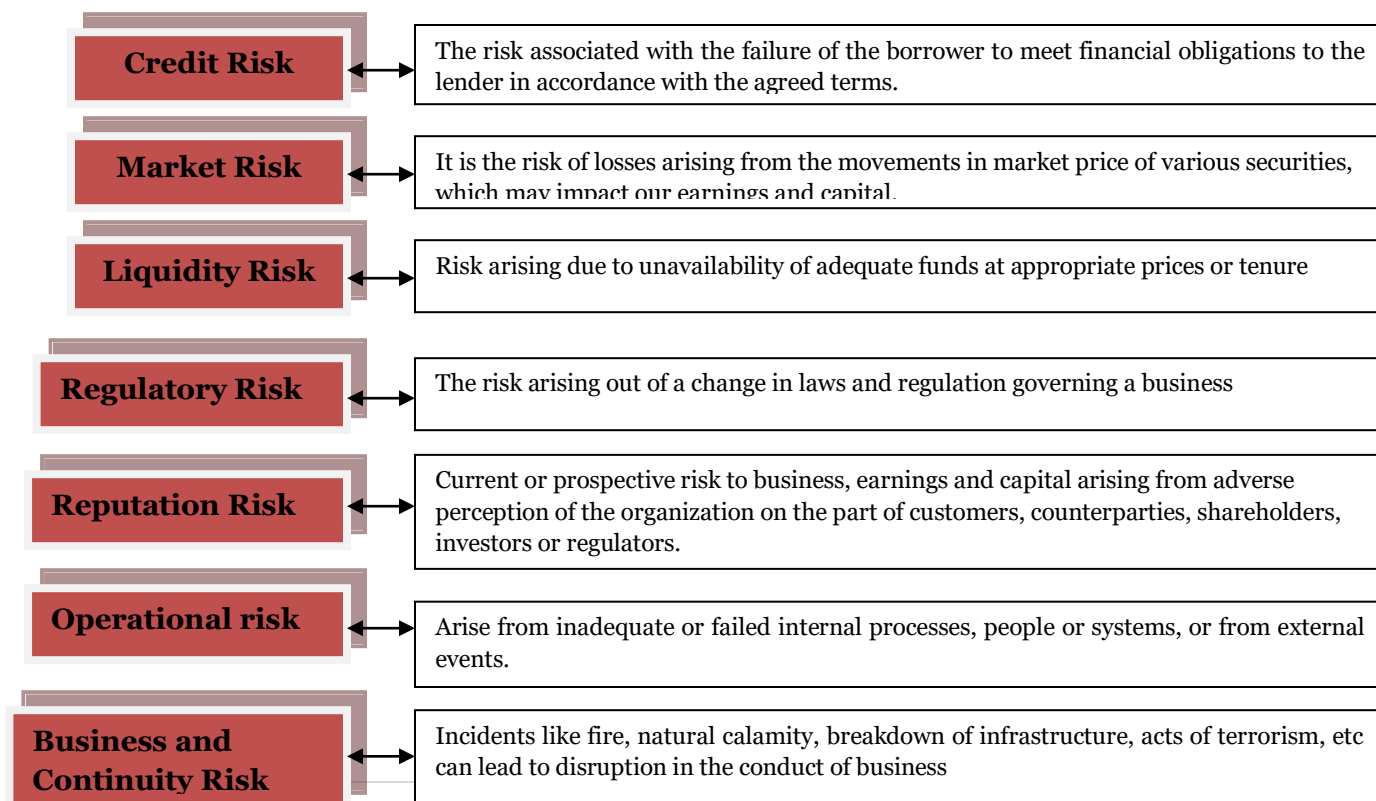 Credit Risk
The risk associated with the failure of the borrower to meet financial obligations to the
lender in accordance with the agreed terms.
Market Risk
It is the risk of losses arising from the movements in market price of various securities,
which may impact our earnings and capital.
Liquidity Risk
Risk arising due to unavailability of adequate funds at appropriate prices or tenure
Regulatory Risk
The risk arising out of a change in laws and regulation governing a business
Reputation Risk
Current or prospective risk to business, earnings and capital arising from adverse
perception of the organization on the part of customers, counterparties, shareholders,
investors or regulators.
Operational risk
Arise from inadequate or failed internal processes, people or systems, or from external
events.
Business and
Continuity Risk
Incidents like fire, natural calamity, breakdown of infrastructure, acts of terrorism, etc
can lead to disruption in the conduct of business